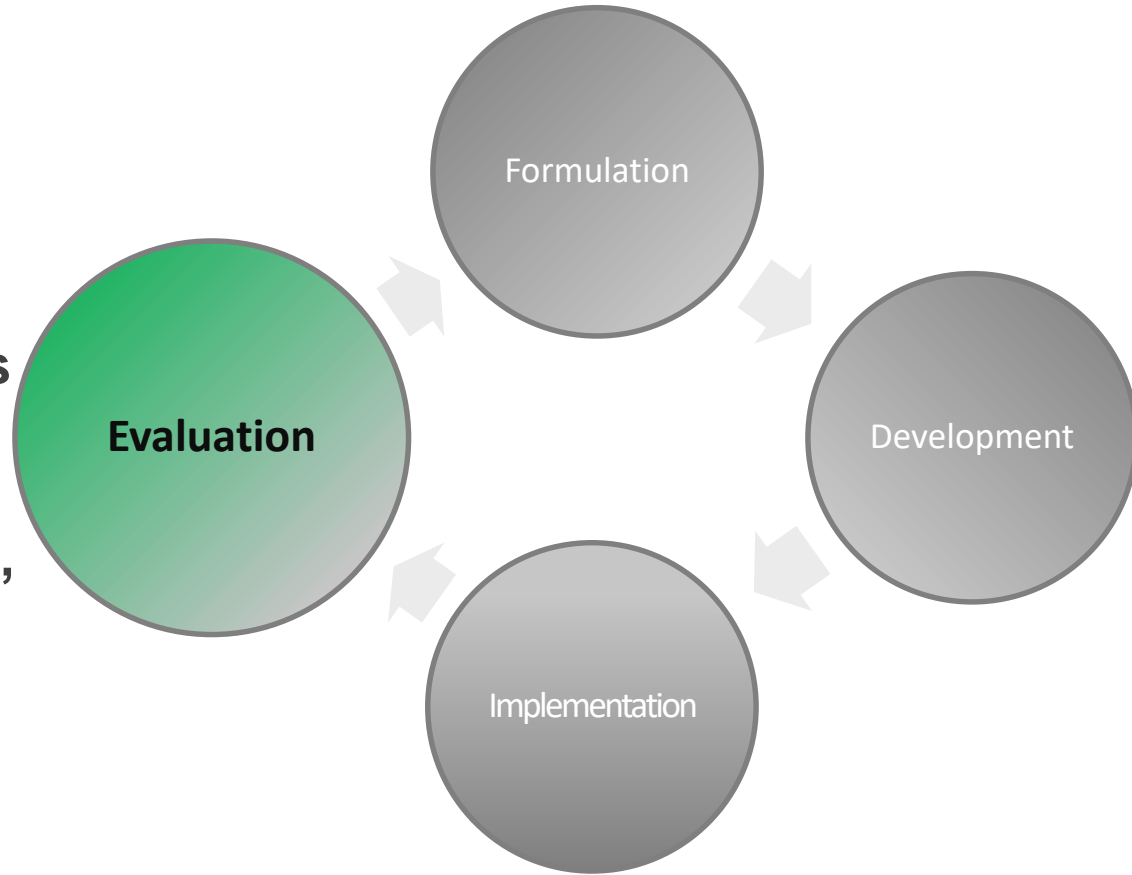 Formulation
s
Evaluation
Development
,
Implementation